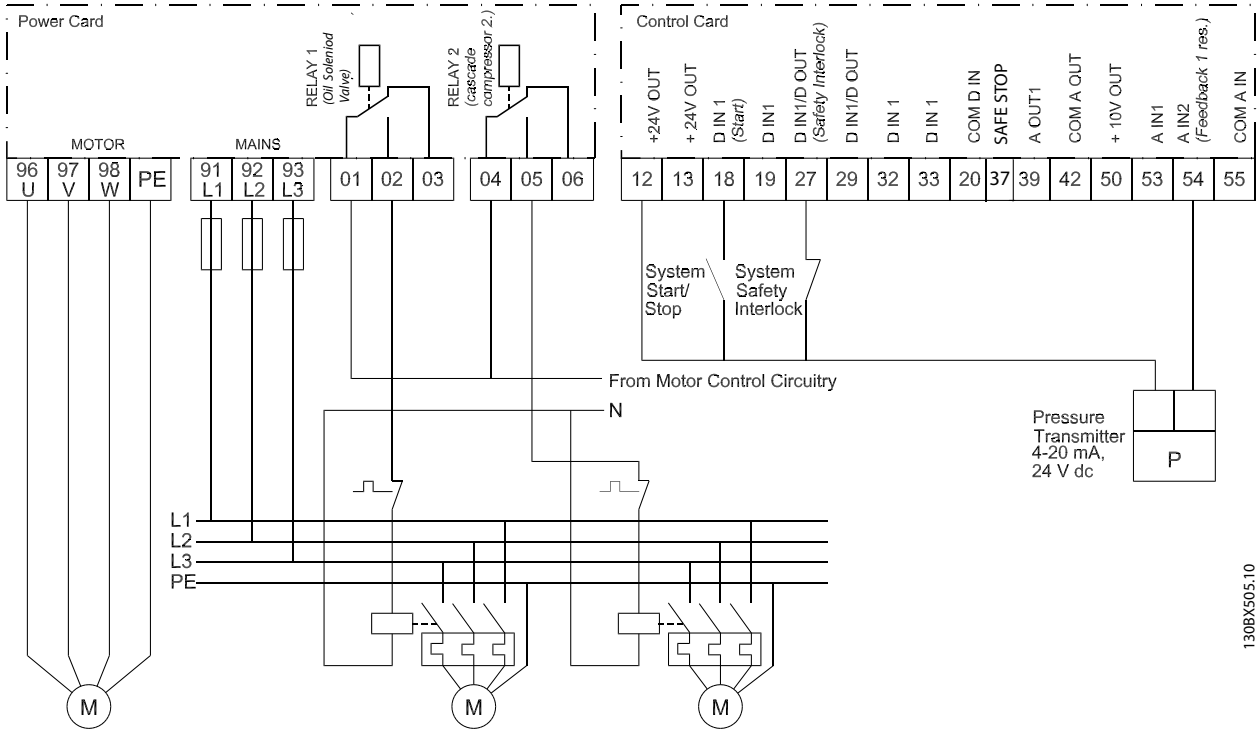 Power Card
Control Card
RELAY 1
(Oil Soleniod
Valve)
RELAY 2
(cascade
compressor 2.)
+24V OUT
+ 24V OUT
D IN 1
(Start)
D IN1
D IN1/D OUT
(Safety Interlock)
D IN1/D OUT
D IN 1
D IN 1
COM D IN
SAFE STOP
A OUT1
COM A OUT
+ 10V OUT
A IN1
A IN2
(Feedback 1 res.)
COM A IN
MOTOR
MAINS
96 97 98 PE
U V W
91 92 93
L1 L2 L3
01 02 03
04 05 06
12 13 18 19 27 29 32 33 20 37 39 42 50 53 54 55
System
Start/
Stop
System
Safety
Interlock
From Motor Control Circuitry
N
Pressure
Transmitter
4-20 mA,
24 V dc
P
L1
L2
L3
PE
M
M
M
130BX505.10